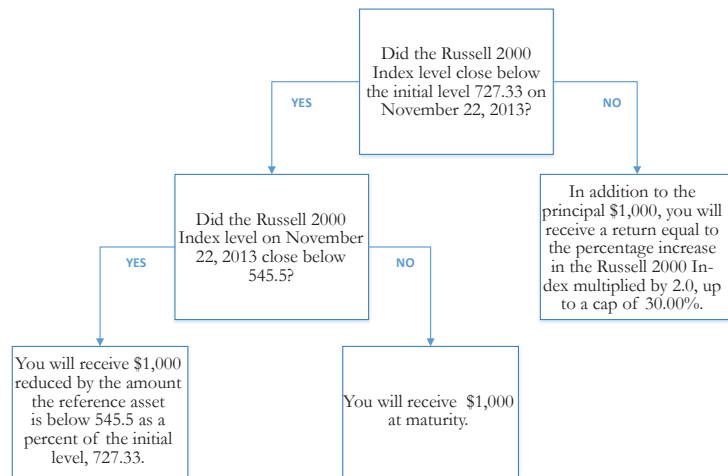 Did the Russell 2000
Index level close below
the initial level 727.33 on
November 22, 2013?
YES
NO
Did the Russell 2000
Index level on November
22, 2013 close below
545.5?
In addition to the
principal $1,000, you will
receive a return equal to
the percentage increase
in the Russell 2000 In-
dex multiplied by 2.0, up
to a cap of 30.00%.
YES
NO
You will receive $1,000
reduced by the amount
the reference asset
is below 545.5 as a
percent of the initial
level, 727.33.
You will receive $1,000
at maturity.